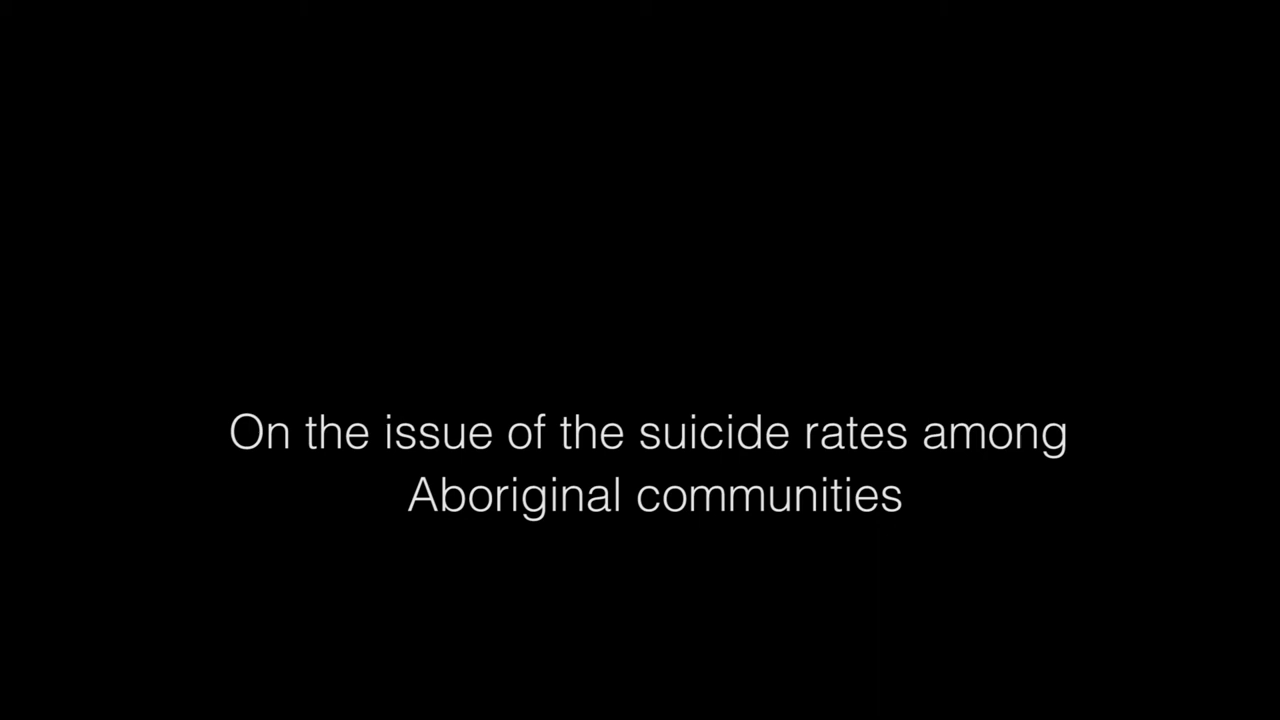 On the issue of the suicide rates among
Aboriginal communities